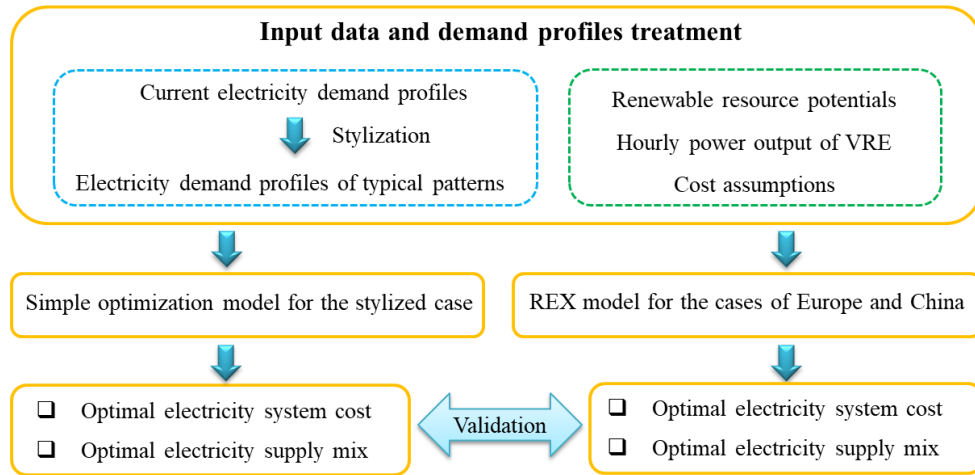 Input data and demand profiles treatment
Current electricity demand profiles
Stylization
Electricity demand profiles of typical patterns
Renewable resource potentials
Hourly power output of VRE
Cost assumptions
Simple optimization model for the stylized case
REX model for the cases of Europe and China
Optimal electricity system cost
Optimal electricity supply mix
Validation
Optimal electricity system cost
Optimal electricity supply mix